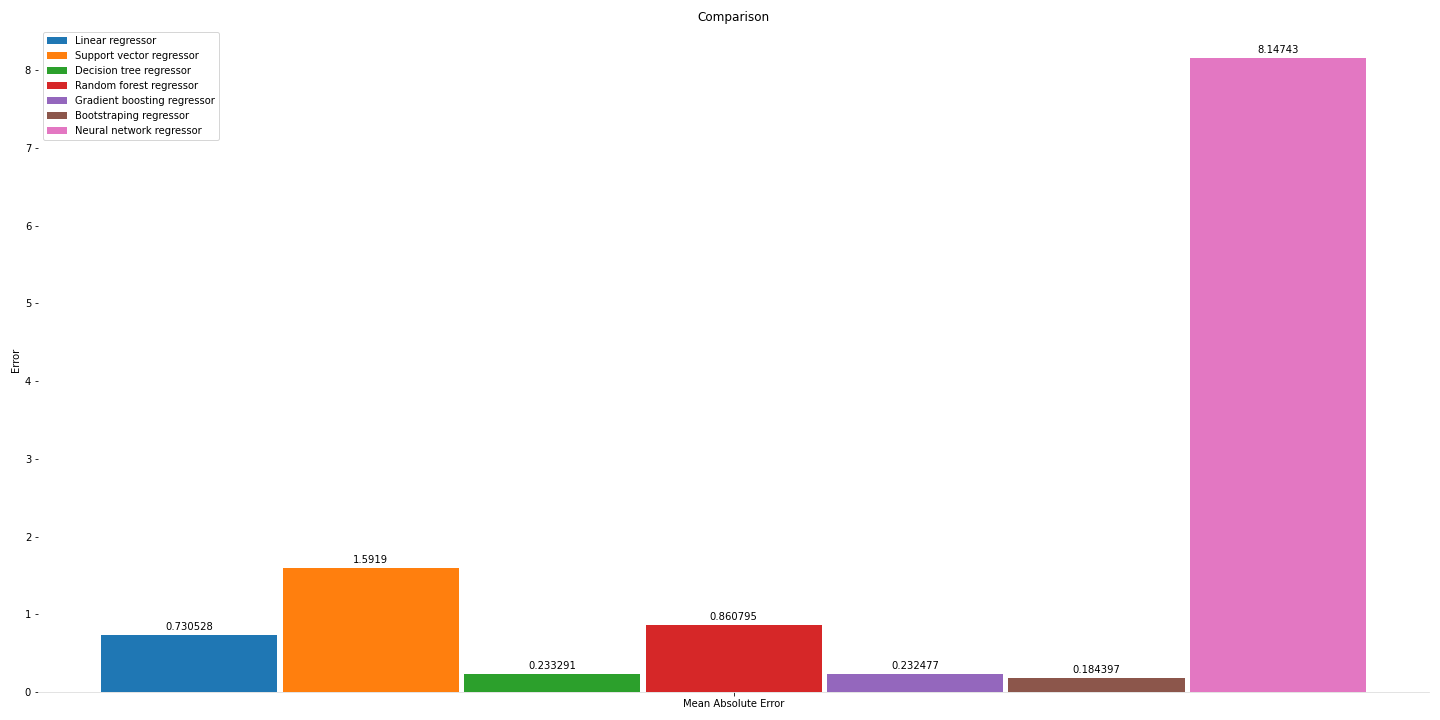 Comparison
Linear regressor
Support vector regressor
Decision tree regressor
Random forest regressor
Gradient boosting regressor
Bootstraping regressor
Neural network regressor
8.14743
8
7
6
5
4
3
2
1
0
Error
0.730528
1.5919
0.233291
0.860795
0.232477
0.184397
Mean Absolute Error